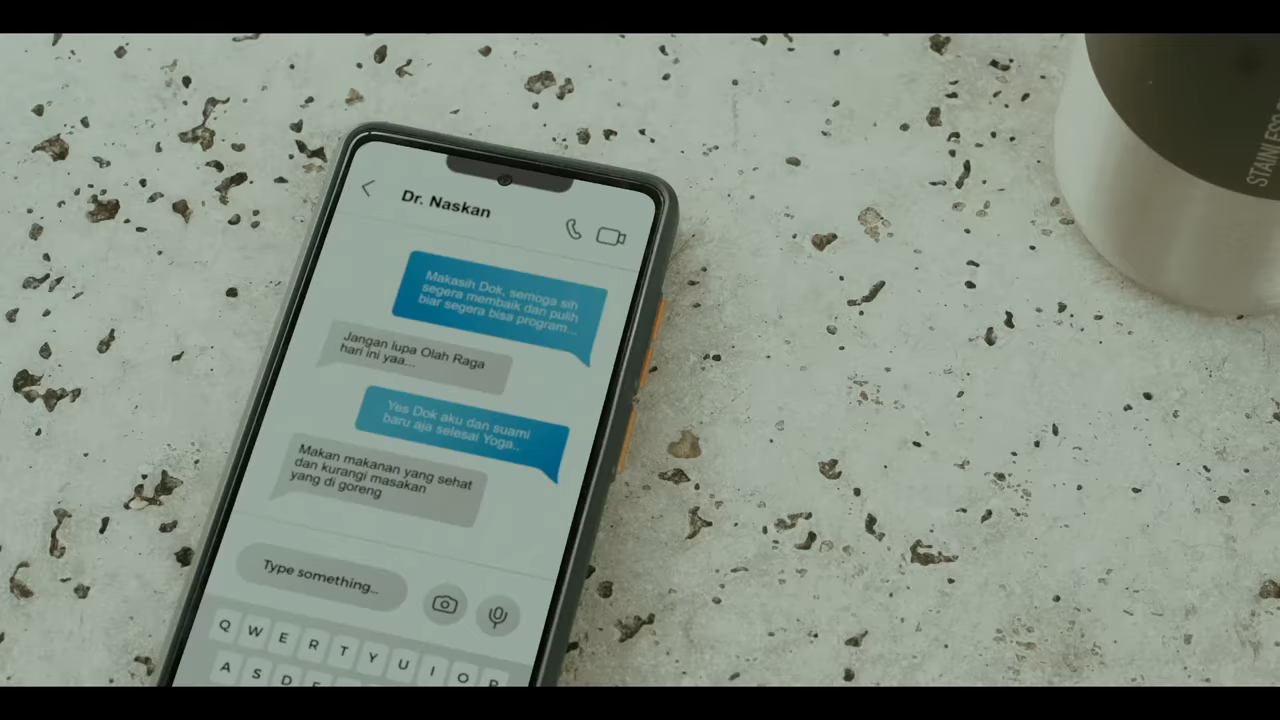 Dr. Naskan
Makasih Dok, semoga sih
segera membaik dan pulih
biar segera bisa program...
Jangan lupa Olah Raga
hari ini yaa...
Yes Dok aku dan suami
baru aja selesai Yoga..
Makan makanan yang sehat
dan kurangi masakan
yang di goreng
Type something...
Q W E R T Y U I O P
A S D F
STAINLESS